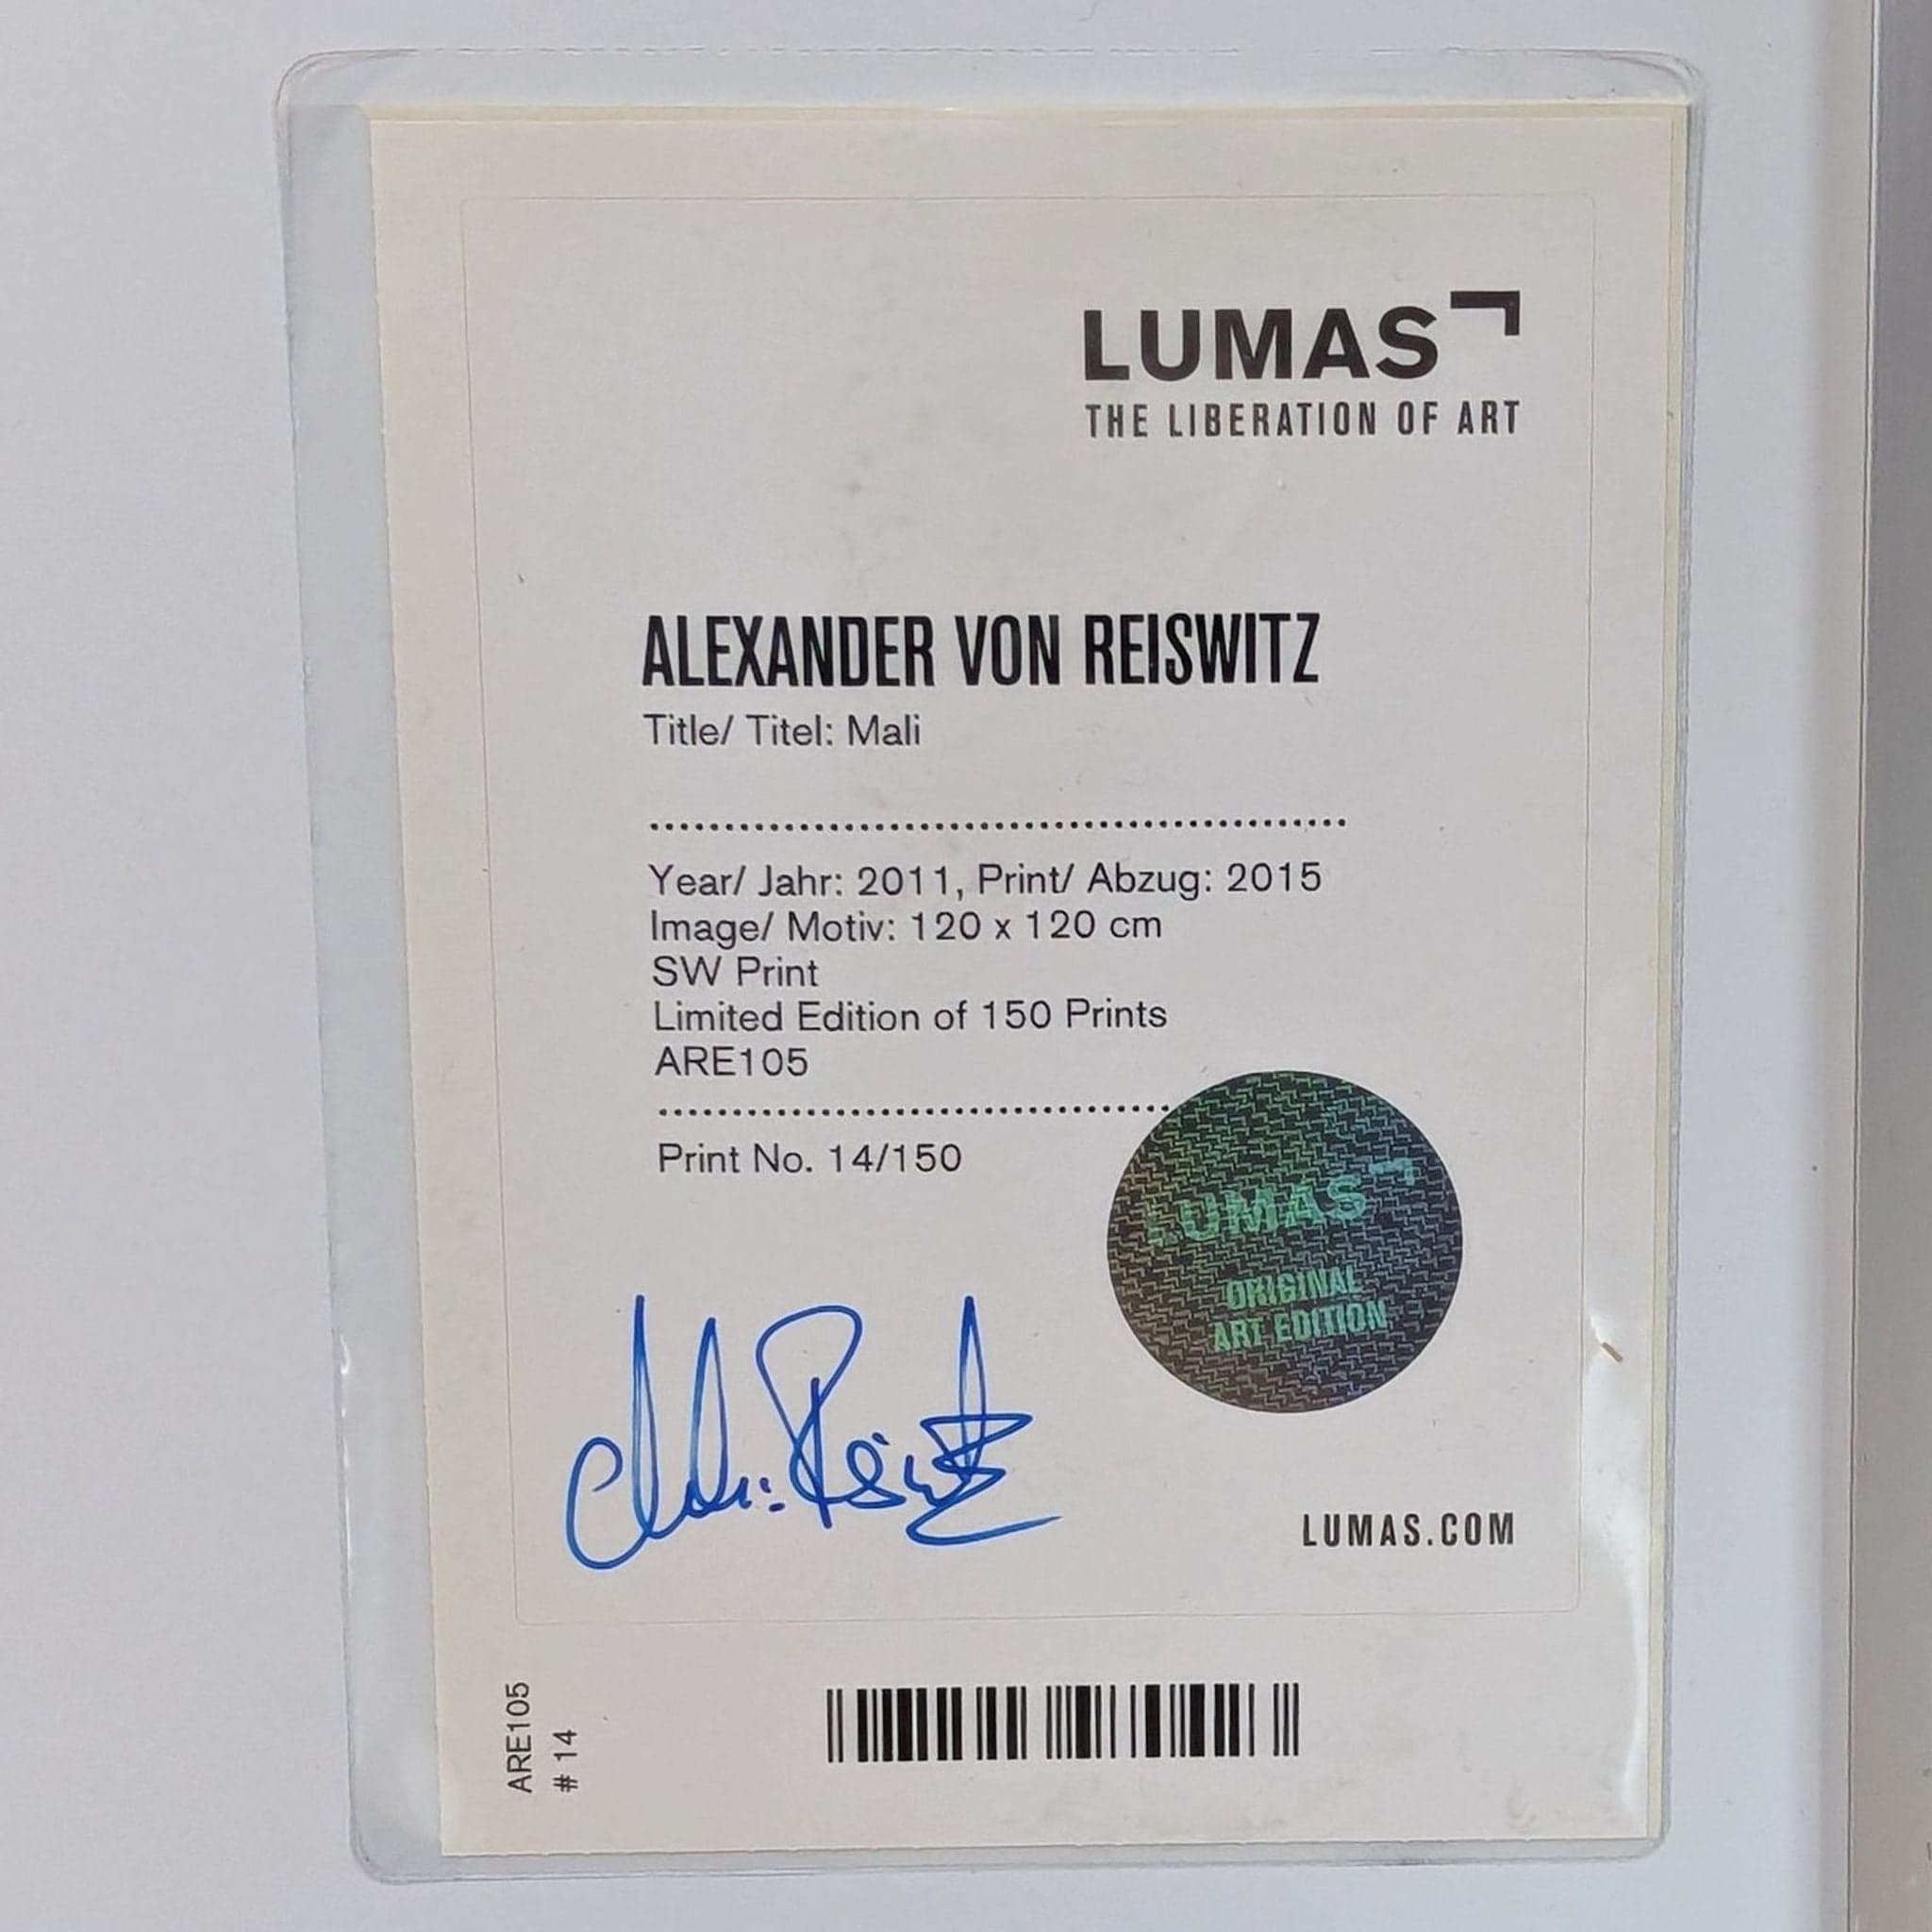 LUMAS
THE LIBERATION OF ART
ALEXANDER VON REISWITZ
Title/ Titel: Mali
Year/ Jahr: 2011, Print/ Abzug: 2015
Image/ Motiv: 120 x 120 cm
SW Print
Limited Edition of 150 Prints
ARE105
Print No. 14/150
LUMAS
ORIGINAL
ART EDITION
LUMAS.COM
ARE105
# 14